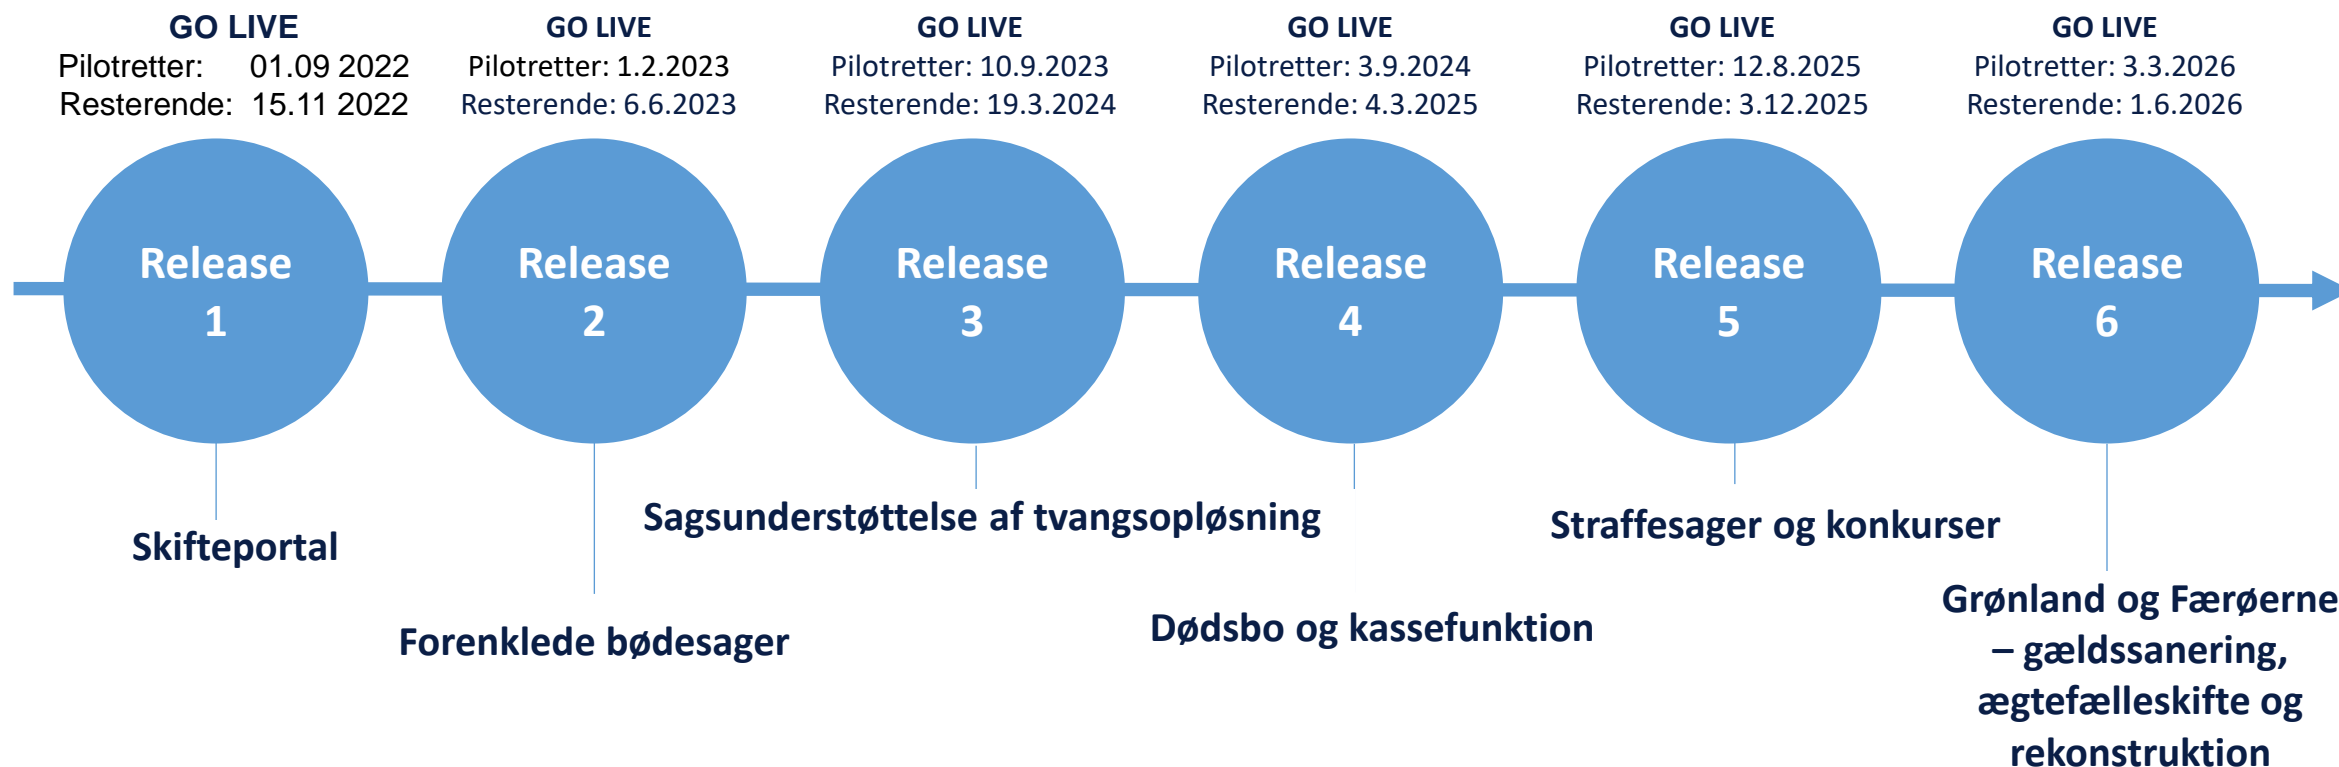 GO LIVE
Pilotretter: 01.09 2022
Resterende: 15.11 2022
GO LIVE
Pilotretter: 1.2.2023
Resterende: 6.6.2023
GO LIVE
Pilotretter: 10.9.2023
Resterende: 19.3.2024
GO LIVE
Pilotretter: 3.9.2024
Resterende: 4.3.2025
GO LIVE
Pilotretter: 12.8.2025
Resterende: 3.12.2025
GO LIVE
Pilotretter: 3.3.2026
Resterende: 1.6.2026
Release
1
Release
2
Release
3
Release
4
Release
5
Release
6
Skifteportal
Forenklede bødesager
Sagsunderstøttelse af tvangsopløsning
Dødsbo og kassefunktion
Straffesager og konkurser
Grønland og Færøerne
– gældssanering,
ægtefælleskifte og
rekonstruktion